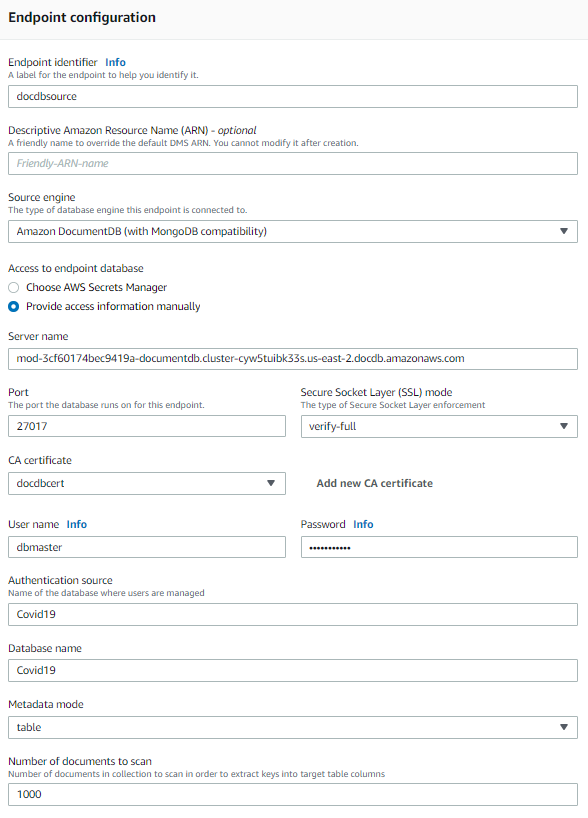 Endpoint configuration
Endpoint identifier Info
A label for the endpoint to help you identify it.
docdbsource
Descriptive Amazon Resource Name (ARN) - optional
A friendly name to override the default DMS ARN. You cannot modify it after creation.
Friendly-ARN-name
Source engine
The type of database engine this endpoint is connected to.
Amazon DocumentDB (with MongoDB compatibility)
Access to endpoint database
Choose AWS Secrets Manager
Provide access information manually
Server name
mod-3cf60174bec9419a-documentdb.cluster-cyw5tuibk33s.us-east-2.docdb.amazonaws.com
Port Secure Socket Layer (SSL) mode
The port the database runs on for this endpoint. The type of Secure Socket Layer enforcement
27017 verify-full
CA certificate
docdbcert Add new CA certificate
User name Info Password Info
dbmaster •••••••••••
Authentication source
Name of the database where users are managed
Covid19
Database name
Covid19
Metadata mode
table
Number of documents to scan
Number of documents in collection to scan in order to extract keys into target table columns
1000